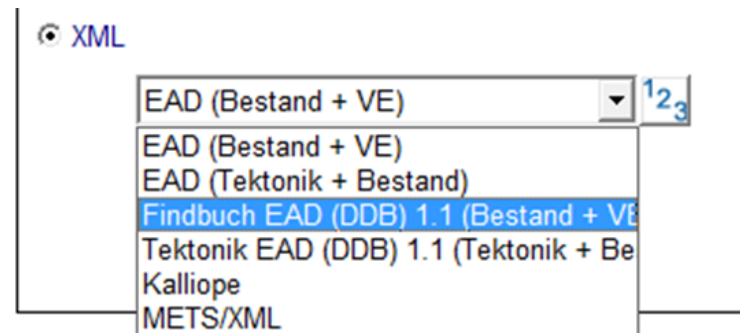 XML
EAD (Bestand + VE)
123
EAD (Bestand + VE)
EAD (Tektonik + Bestand)
Findbuch EAD (DDB) 1.1 (Bestand + VE
Tektonik EAD (DDB) 1.1 (Tektonik + Be
Kalliope
METS/XML